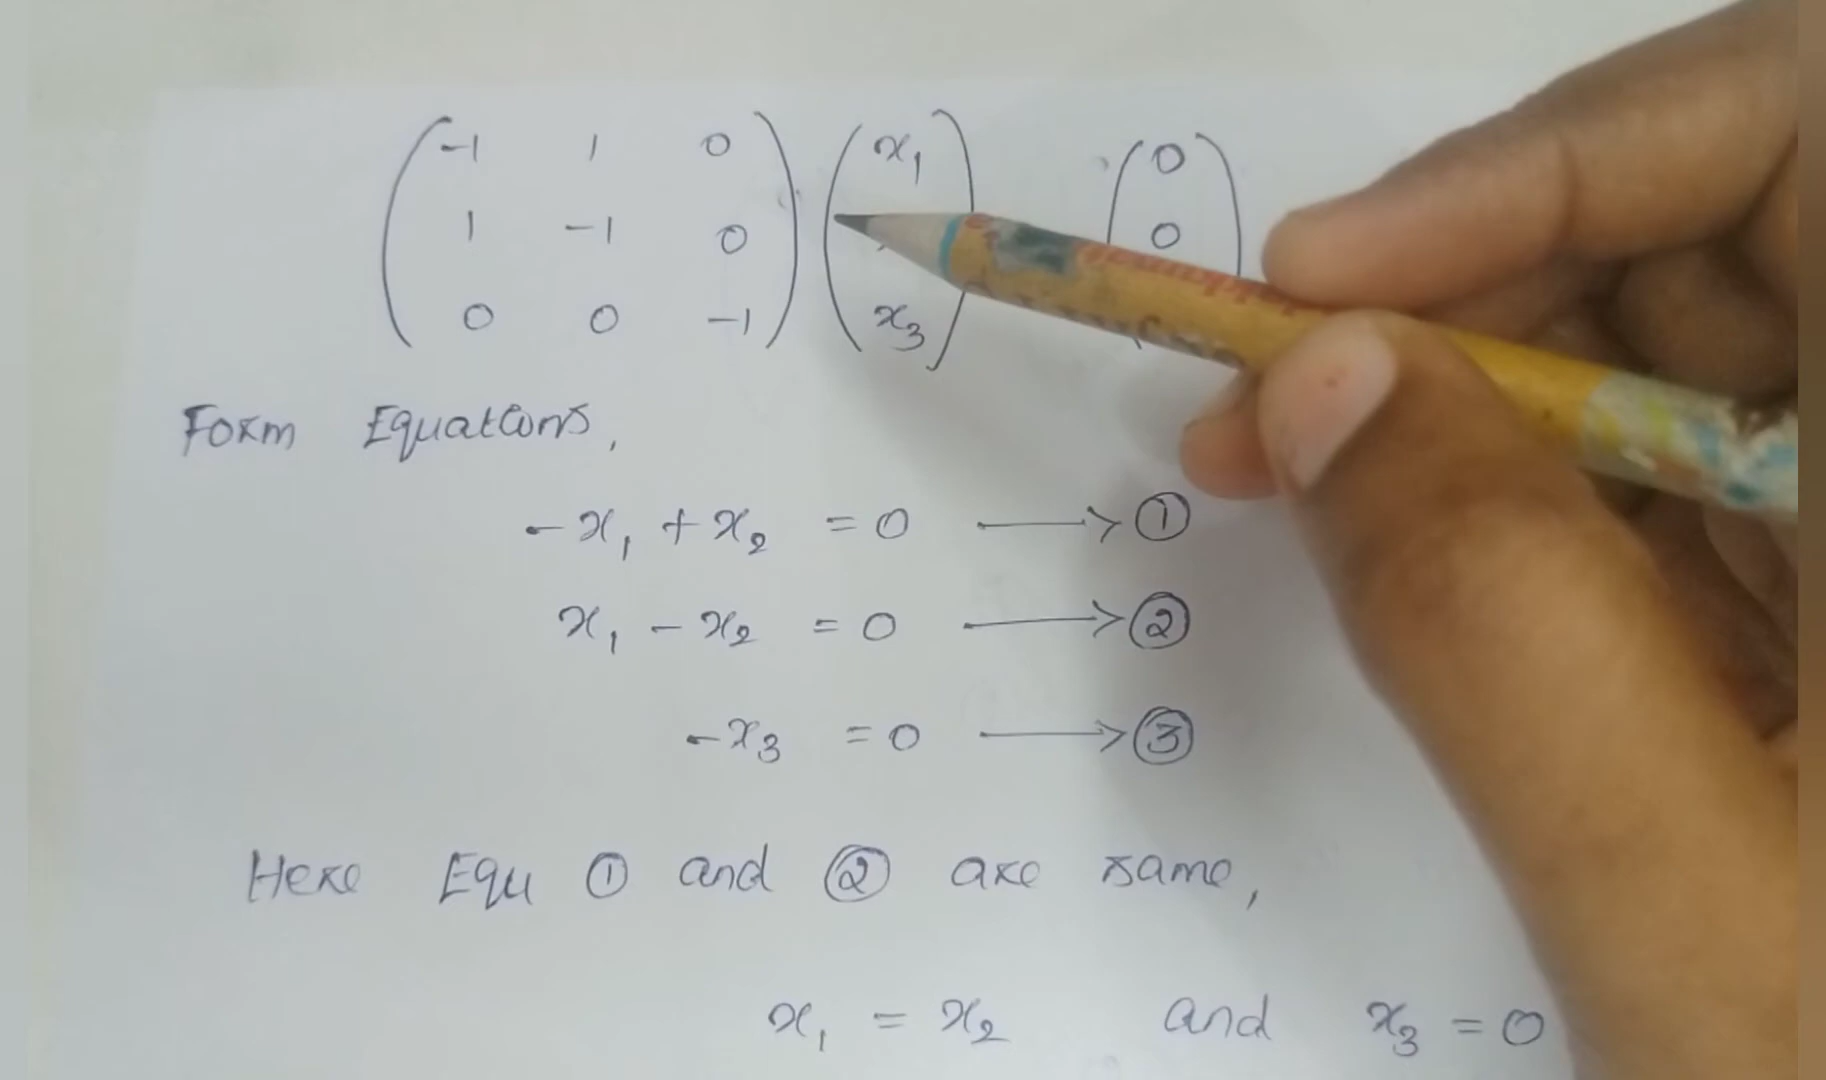 -1 1 0 x1 0
1 -1 0 0
0 0 -1 x3
Form Equations,
-x1 + x2 = 0 → ①
x1 - x2 = 0 → ②
-x3 = 0 → ③
Here Equ ① and ② are same,
x1 = x2 and x3 = 0